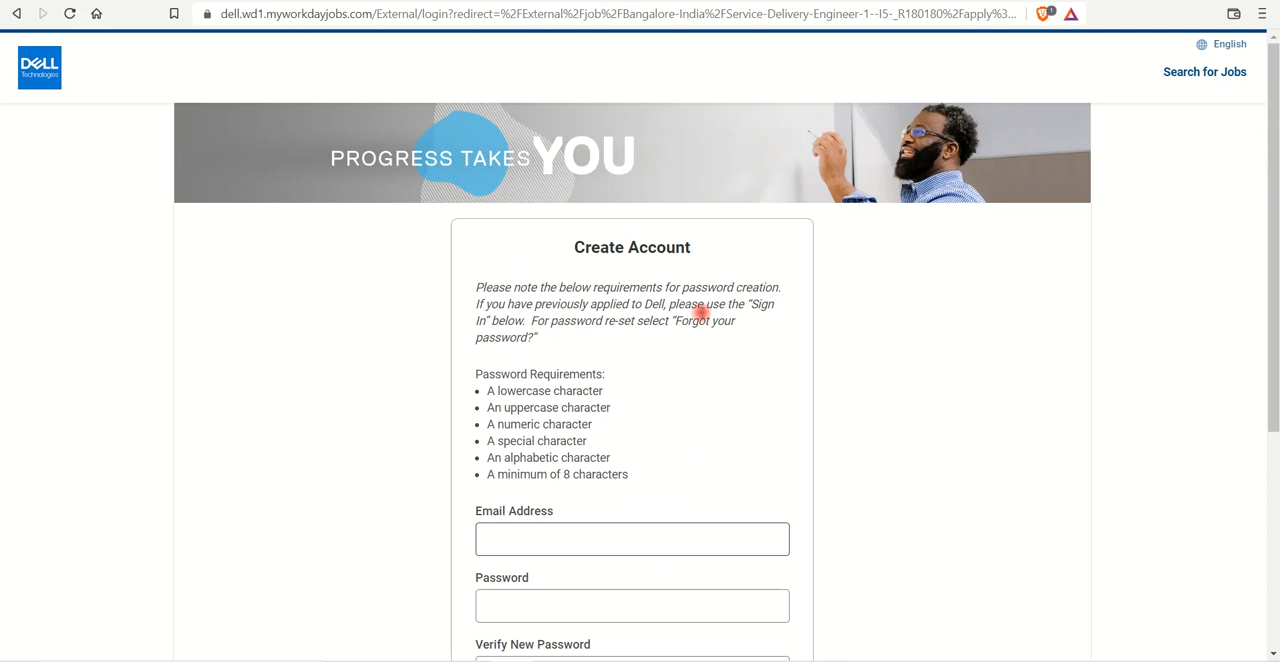 dell.wd1.myworkdayjobs.com/External/login?redirect=%2FExternal%2Fjob%2FBangalore-India%2FService-Delivery-Engineer-1--I5-_R180180%2Fapply%3...
1
English
DELL
Technologies
Search for Jobs
PROGRESS TAKES YOU
Create Account
Please note the below requirements for password creation.
If you have previously applied to Dell, please use the “Sign
In” below.  For password re-set select “Forgot your
password?”
Password Requirements:
• A lowercase character
• An uppercase character
• A numeric character
• A special character
• An alphabetic character
• A minimum of 8 characters
Email Address
Password
Verify New Password